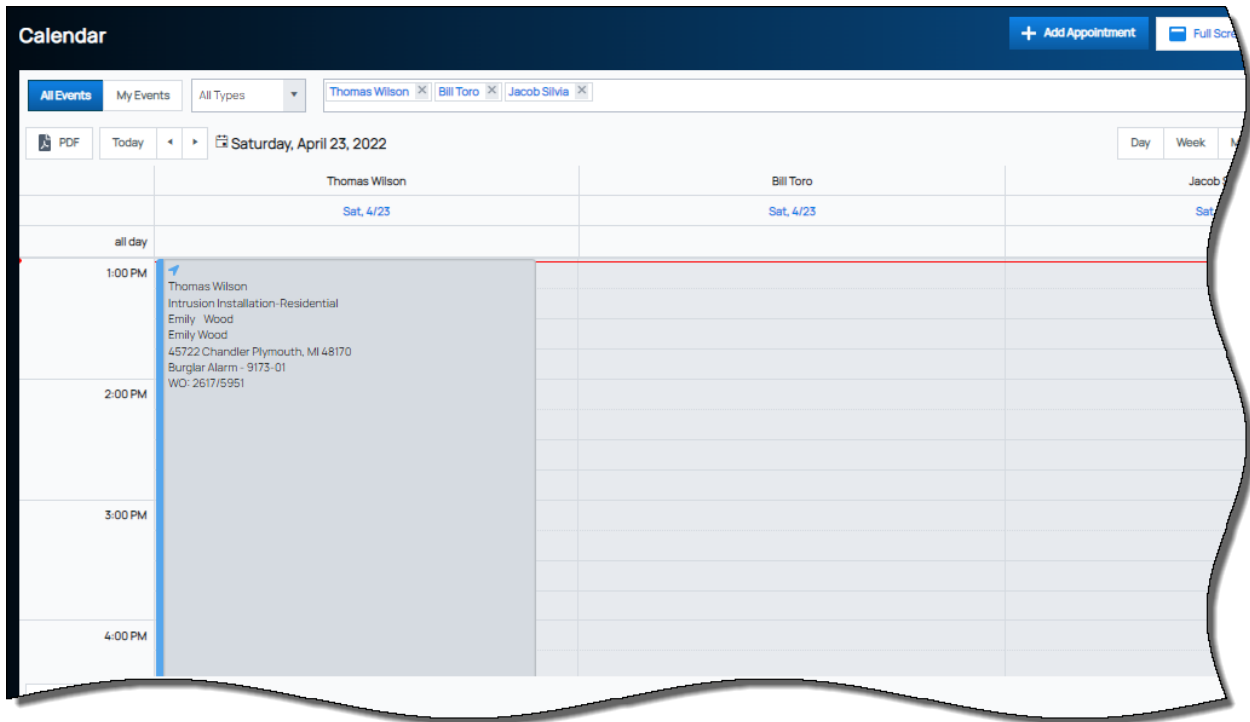 Calendar
Add Appointment
Full Scre
All Events
My Events
All Types
Thomas Wilson
Bill Toro
Jacob Silvia
PDF
Today
Saturday, April 23, 2022
Day
Week
Thomas Wilson
Bill Toro
Jacob
Sat, 4/23
Sat, 4/23
Sat
all day
1:00 PM
Thomas Wilson
Intrusion Installation-Residential
Emily Wood
Emily Wood
45722 Chandler Plymouth, MI 48170
Burglar Alarm - 9173-01
WO: 2617/5951
2:00 PM
3:00 PM
4:00 PM